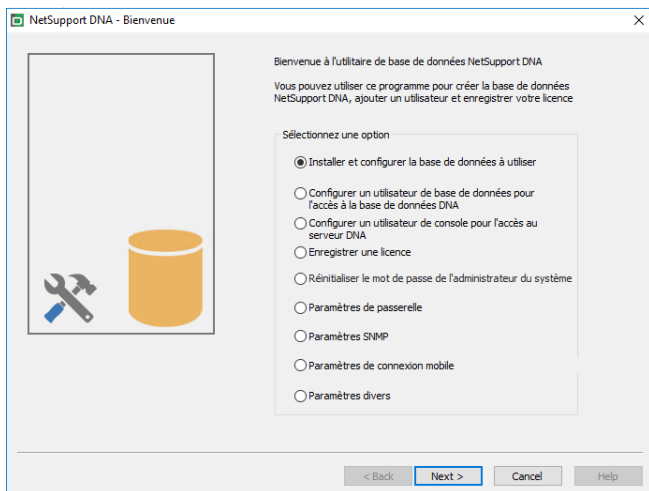 NetSupport DNA - Bienvenue
Bienvenue à l'utilitaire de base de données NetSupport DNA
Vous pouvez utiliser ce programme pour créer la base de données
NetSupport DNA, ajouter un utilisateur et enregistrer votre licence
Sélectionnez une option
Installer et configurer la base de données à utiliser
Configurer un utilisateur de base de données pour
l'accès à la base de données DNA
Configurer un utilisateur de console pour l'accès au
serveur DNA
Enregistrer une licence
Réinitialiser le mot de passe de l'administrateur du système
Paramètres de passerelle
Paramètres SNMP
Paramètres de connexion mobile
Paramètres divers
< Back Next > Cancel Help